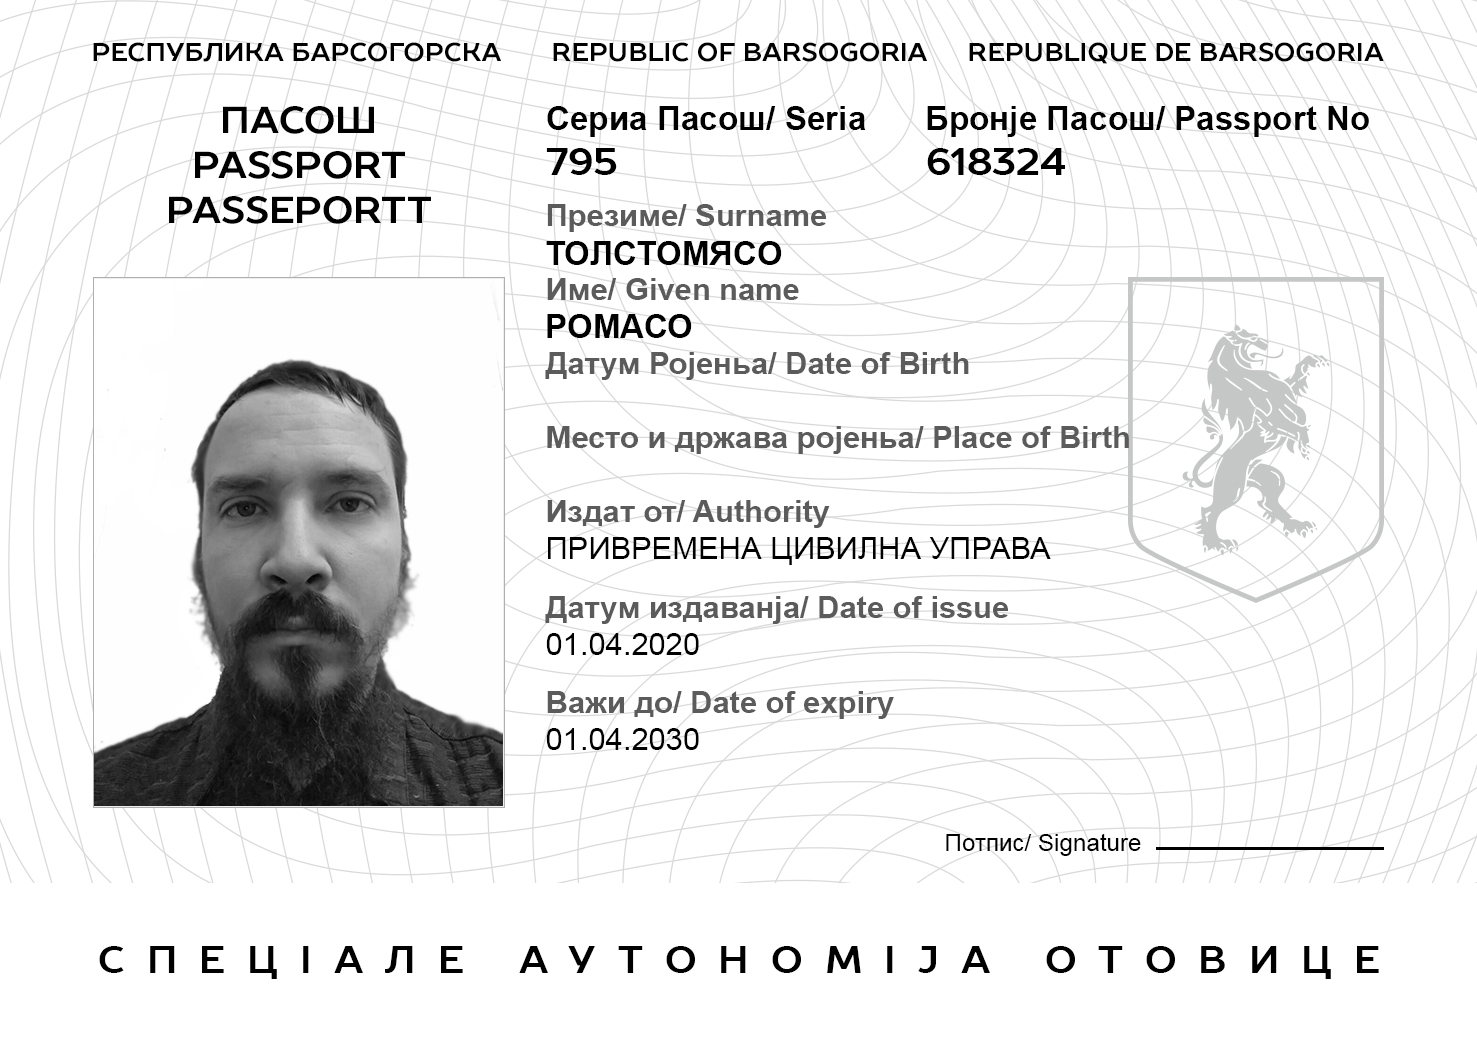 РЕСПУБЛИКА БАРСОГОРСКА REPUBLIC OF BARSOGORIA REPUBLIQUE DE BARSOGORIA
ПАСОШ
PASSPORT
PASSEPORTT
Сериа Пасош/ Seria
795
Бронје Пасош/ Passport No
618324
Презиме/ Surname
ТОЛСТОМЯСО
Име/ Given name
РОМАСО
Датум Ројеньа/ Date of Birth
Место и држава ројеньа/ Place of Birth
Издат от/ Authority
ПРИВРЕМЕНА ЦИВИЛНА УПРАВА
Датум издаванја/ Date of issue
01.04.2020
Важи до/ Date of expiry
01.04.2030
Потпис/ Signature
СПЕЦІАЛЕ АУТОНОМІЈА ОТОВИЦЕ